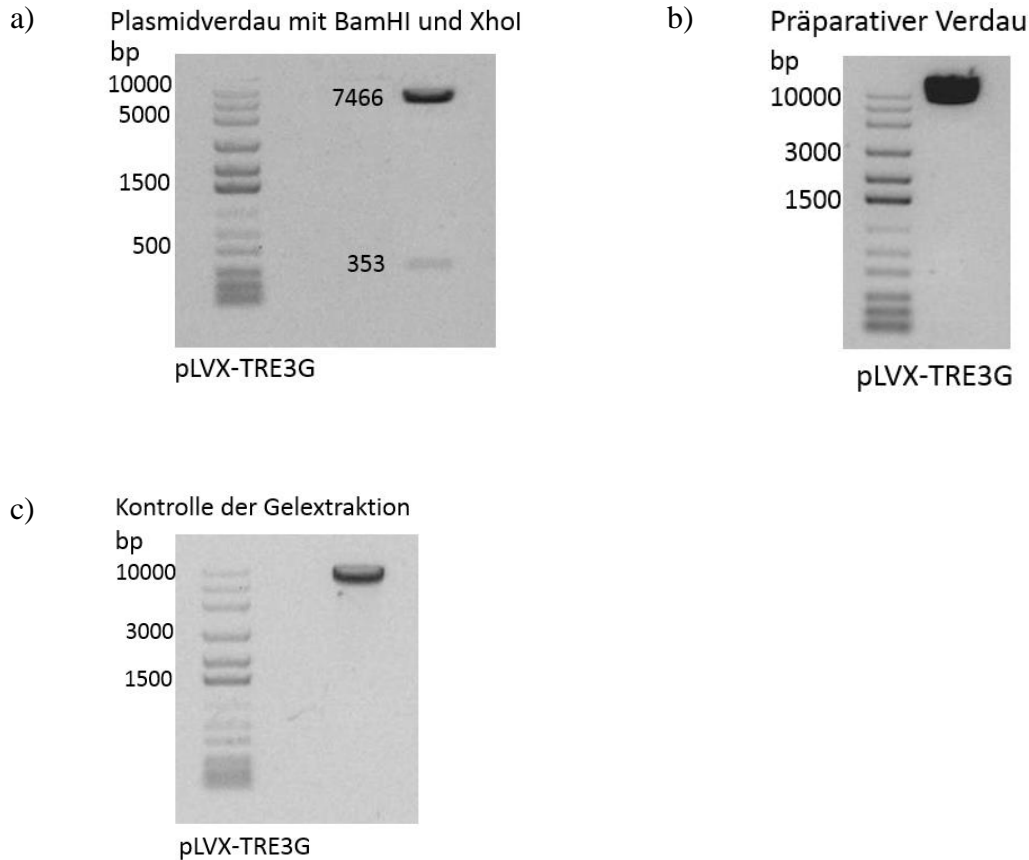 a)
Plasmidverdau mit BamHI und XhoI
bp
10000
5000
1500
500
7466
353
pLVX-TRE3G
b)
Präparativer Verdau
bp
10000
3000
1500
pLVX-TRE3G
c)
Kontrolle der Gelextraktion
bp
10000
3000
1500
pLVX-TRE3G